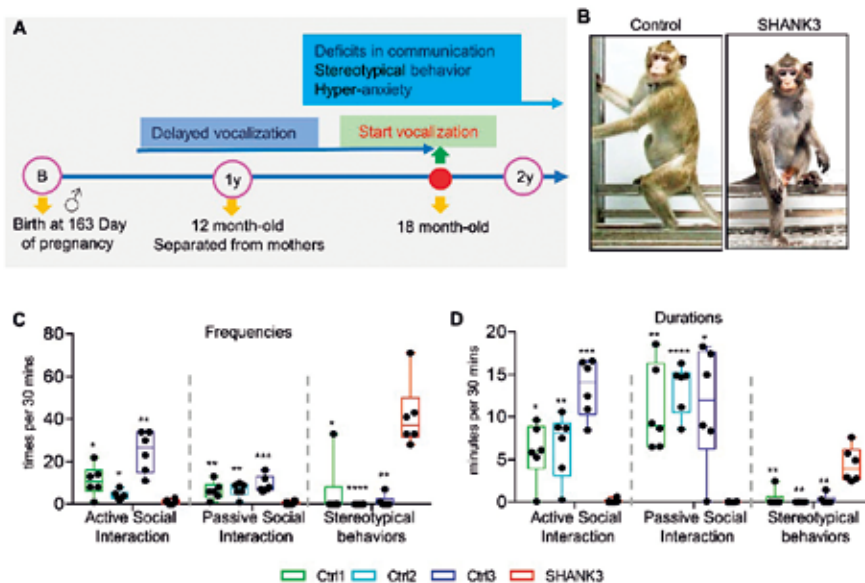 A
Deficits in communication
Stereotypical behavior
Hyper-anxiety
Delayed vocalization
Start vocalization
B
1y
2y
Birth at 163 Day
of pregnancy
12 month-old
Separated from mothers
18 month-old
B
Control
SHANK3
C
Frequencies
times per 30 mins
80
60
40
20
0
*
*
**
**
**
***
*
****
**
Active Social
Interaction
Passive Social
Interaction
Stereotypical
behaviors
D
Durations
minutes per 30 mins
20
15
10
5
0
*
**
***
**
****
*
**
Active Social
Interaction
Passive Social
Interaction
Stereotypical
behaviors
Ctrl1
Ctrl2
Ctrl3
SHANK3